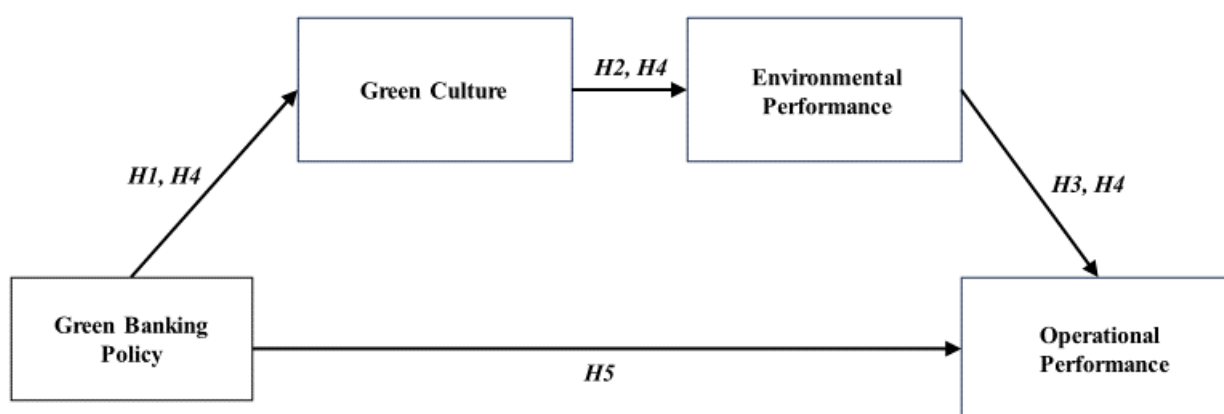 Green Culture
H2, H4
Environmental
Performance
H1, H4
H3, H4
Green Banking
Policy
H5
Operational
Performance